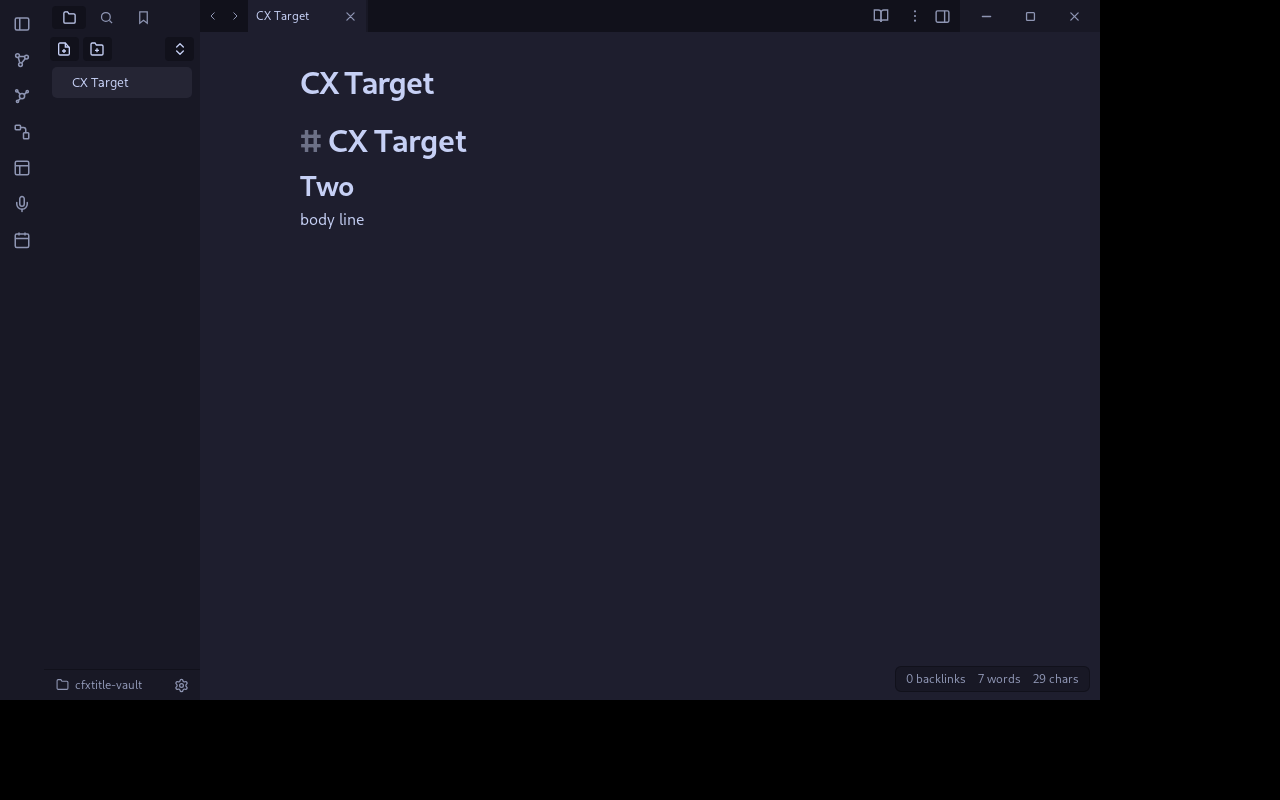 CX Target
CX Target
CX Target
# CX Target
Two
body line
cfxtitle-vault
0 backlinks 7 words 29 chars